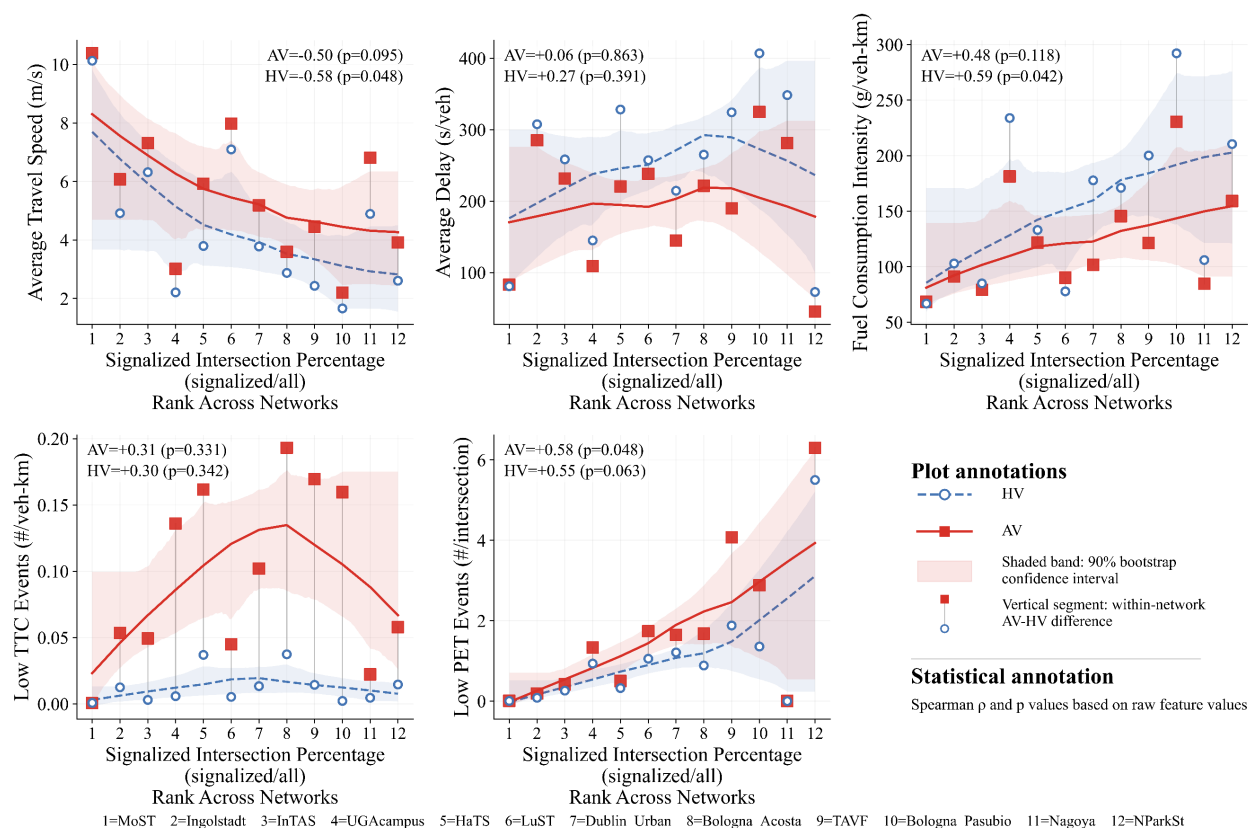 AV=-0.50 (p=0.095)
HV=-0.58 (p=0.048)
Average Travel Speed (m/s)
10
8
6
4
2
1 2 3 4 5 6 7 8 9 10 11 12
Signalized Intersection Percentage
(signalized/all)
Rank Across Networks
AV=+0.06 (p=0.863)
HV=+0.27 (p=0.391)
Average Delay (s/veh)
400
300
200
100
1 2 3 4 5 6 7 8 9 10 11 12
Signalized Intersection Percentage
(signalized/all)
Rank Across Networks
AV=+0.48 (p=0.118)
HV=+0.59 (p=0.042)
Fuel Consumption Intensity (g/veh-km)
300
250
200
150
100
50
1 2 3 4 5 6 7 8 9 10 11 12
Signalized Intersection Percentage
(signalized/all)
Rank Across Networks
AV=+0.31 (p=0.331)
HV=+0.30 (p=0.342)
Low TTC Events (#/veh-km)
0.20
0.15
0.10
0.05
0.00
1 2 3 4 5 6 7 8 9 10 11 12
Signalized Intersection Percentage
(signalized/all)
Rank Across Networks
AV=+0.58 (p=0.048)
HV=+0.55 (p=0.063)
Low PET Events (#/intersection)
6
4
2
0
1 2 3 4 5 6 7 8 9 10 11 12
Signalized Intersection Percentage
(signalized/all)
Rank Across Networks
Plot annotations
HV
AV
Shaded band: 90% bootstrap
confidence interval
Vertical segment: within-network
AV-HV difference
Statistical annotation
Spearman ρ and p values based on raw feature values
1=MoST 2=Ingolstadt 3=InTAS 4=UGAcampus 5=HaTS 6=LuST 7=Dublin Urban 8=Bologna Acosta 9=TAVF 10=Bologna Pasubio 11=Nagoya 12=NParkSt